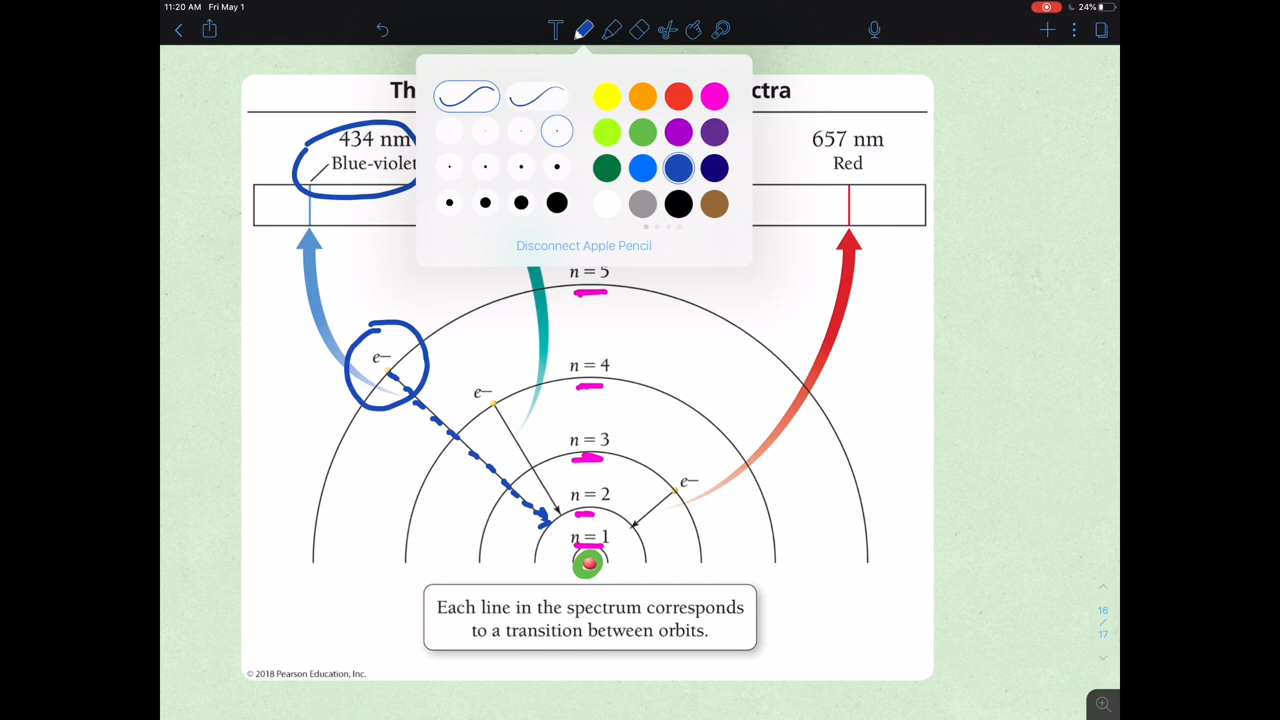 11:20 AM Fri May 1
24%
T
Th
ctra
434 nm
Blue-violet
657 nm
Red
Disconnect Apple Pencil
n = 5
e–
n = 4
e–
n = 3
e–
n = 2
n = 1
Each line in the spectrum corresponds
to a transition between orbits.
16
/
17
© 2018 Pearson Education, Inc.